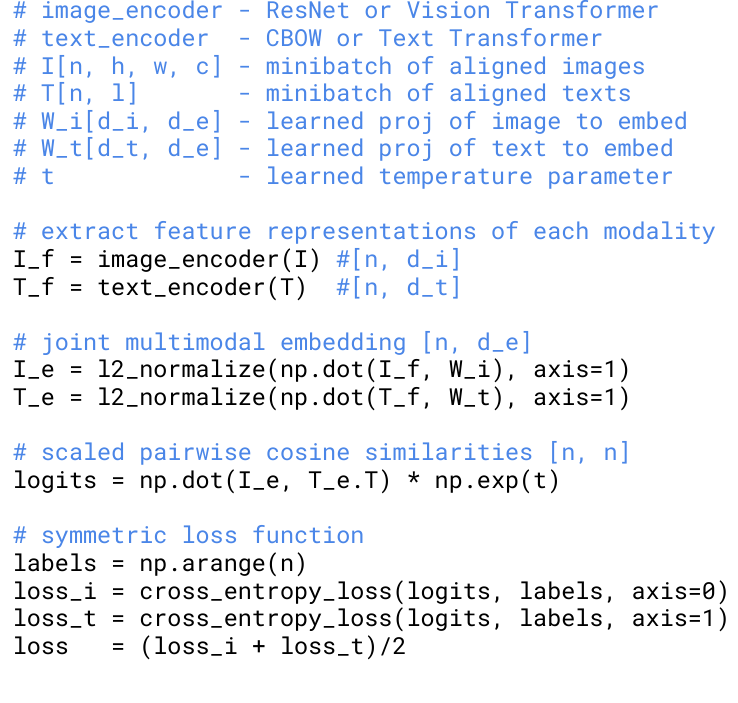 # image_encoder - ResNet or Vision Transformer
# text_encoder  - CBOW or Text Transformer
# I[n, h, w, c] - minibatch of aligned images
# T[n, l]       - minibatch of aligned texts
# W_i[d_i, d_e] - learned proj of image to embed
# W_t[d_t, d_e] - learned proj of text to embed
# t             - learned temperature parameter

# extract feature representations of each modality
I_f = image_encoder(I) #[n, d_i]
T_f = text_encoder(T)  #[n, d_t]

# joint multimodal embedding [n, d_e]
I_e = l2_normalize(np.dot(I_f, W_i), axis=1)
T_e = l2_normalize(np.dot(T_f, W_t), axis=1)

# scaled pairwise cosine similarities [n, n]
logits = np.dot(I_e, T_e.T) * np.exp(t)

# symmetric loss function
labels = np.arange(n)
loss_i = cross_entropy_loss(logits, labels, axis=0)
loss_t = cross_entropy_loss(logits, labels, axis=1)
loss   = (loss_i + loss_t)/2